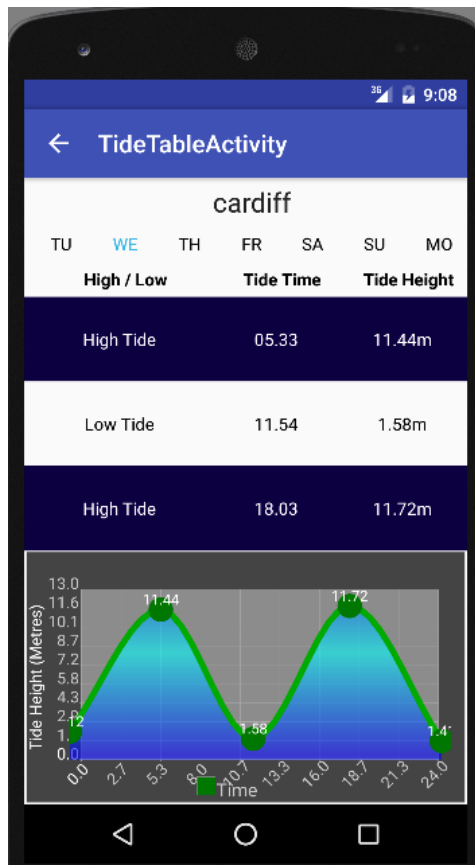 3G 9:08
TideTableActivity
cardiff
TU WE TH FR SA SU MO
High / Low Tide Time Tide Height
High Tide 05.33 11.44m
Low Tide 11.54 1.58m
High Tide 18.03 11.72m
Tide Height (Metres)
13.0
11.6
10.1
8.7
7.2
5.8
4.3
0.0
11.44
11.72
12
1.58
0.0 2.7 5.3 8.0 10.7 13.3 16.0 18.7 21.3 24.0
Time